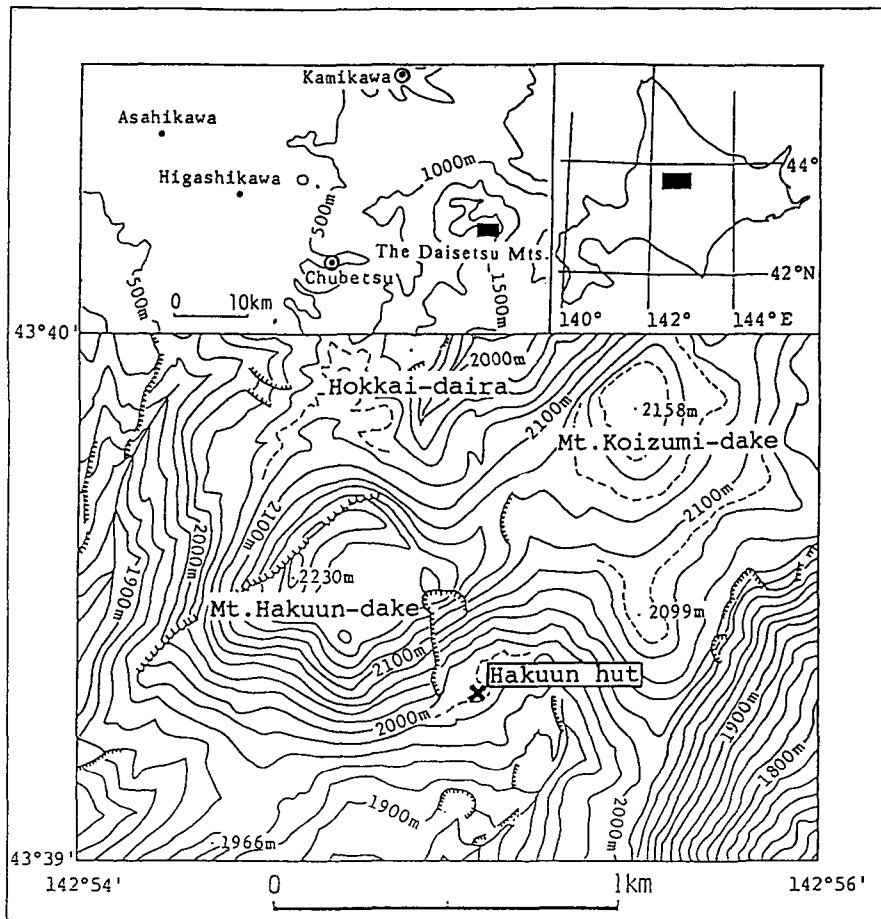 Kamikawa
Asahikawa
Higashikawa
1000m
500m
44°
The Daisetsu Mts.
Chubetsu
500m
0 10km
1500m
42°N
140° 142° 144°E
43°40'
2000m
Hokkai-daira
2100m
2158m
Mt.Koizumi-dake
2100m
2100m
2000m
1900m
2230m
Mt.Hakuun-dake
2099m
2100m
Hakuun hut
2000m
1900m
1800m
1900m
2000m
1966m
43°39'
142°54' 0 1km 142°56'